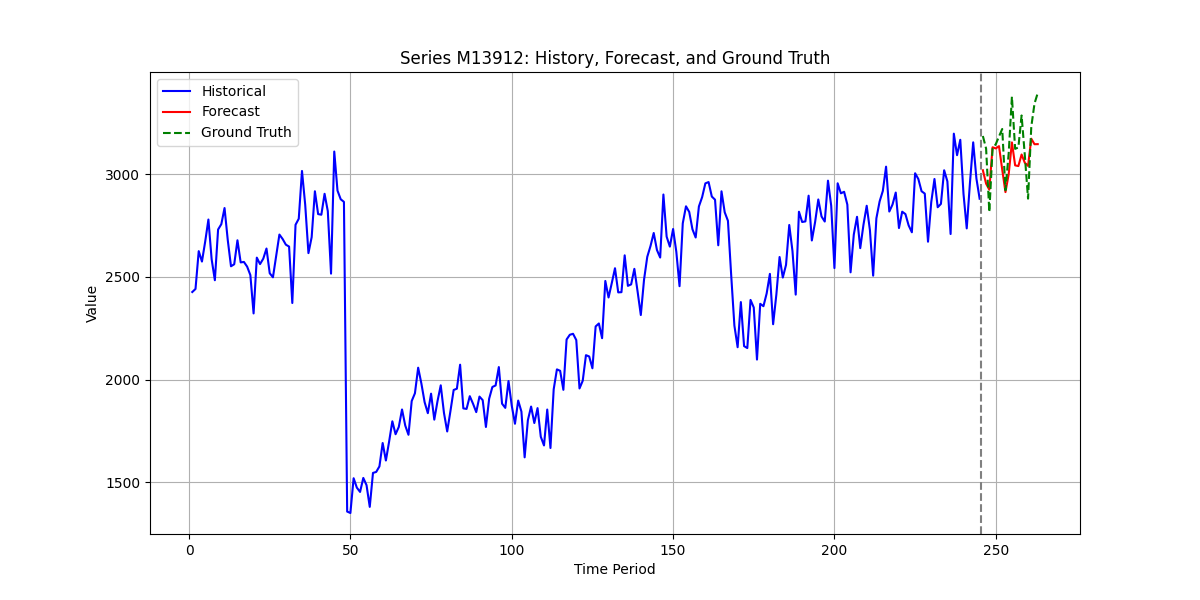 Series M13912: History, Forecast, and Ground Truth
Historical
Forecast
Ground Truth
Value
3000
2500
2000
1500
0 50 100 150 200 250
Time Period